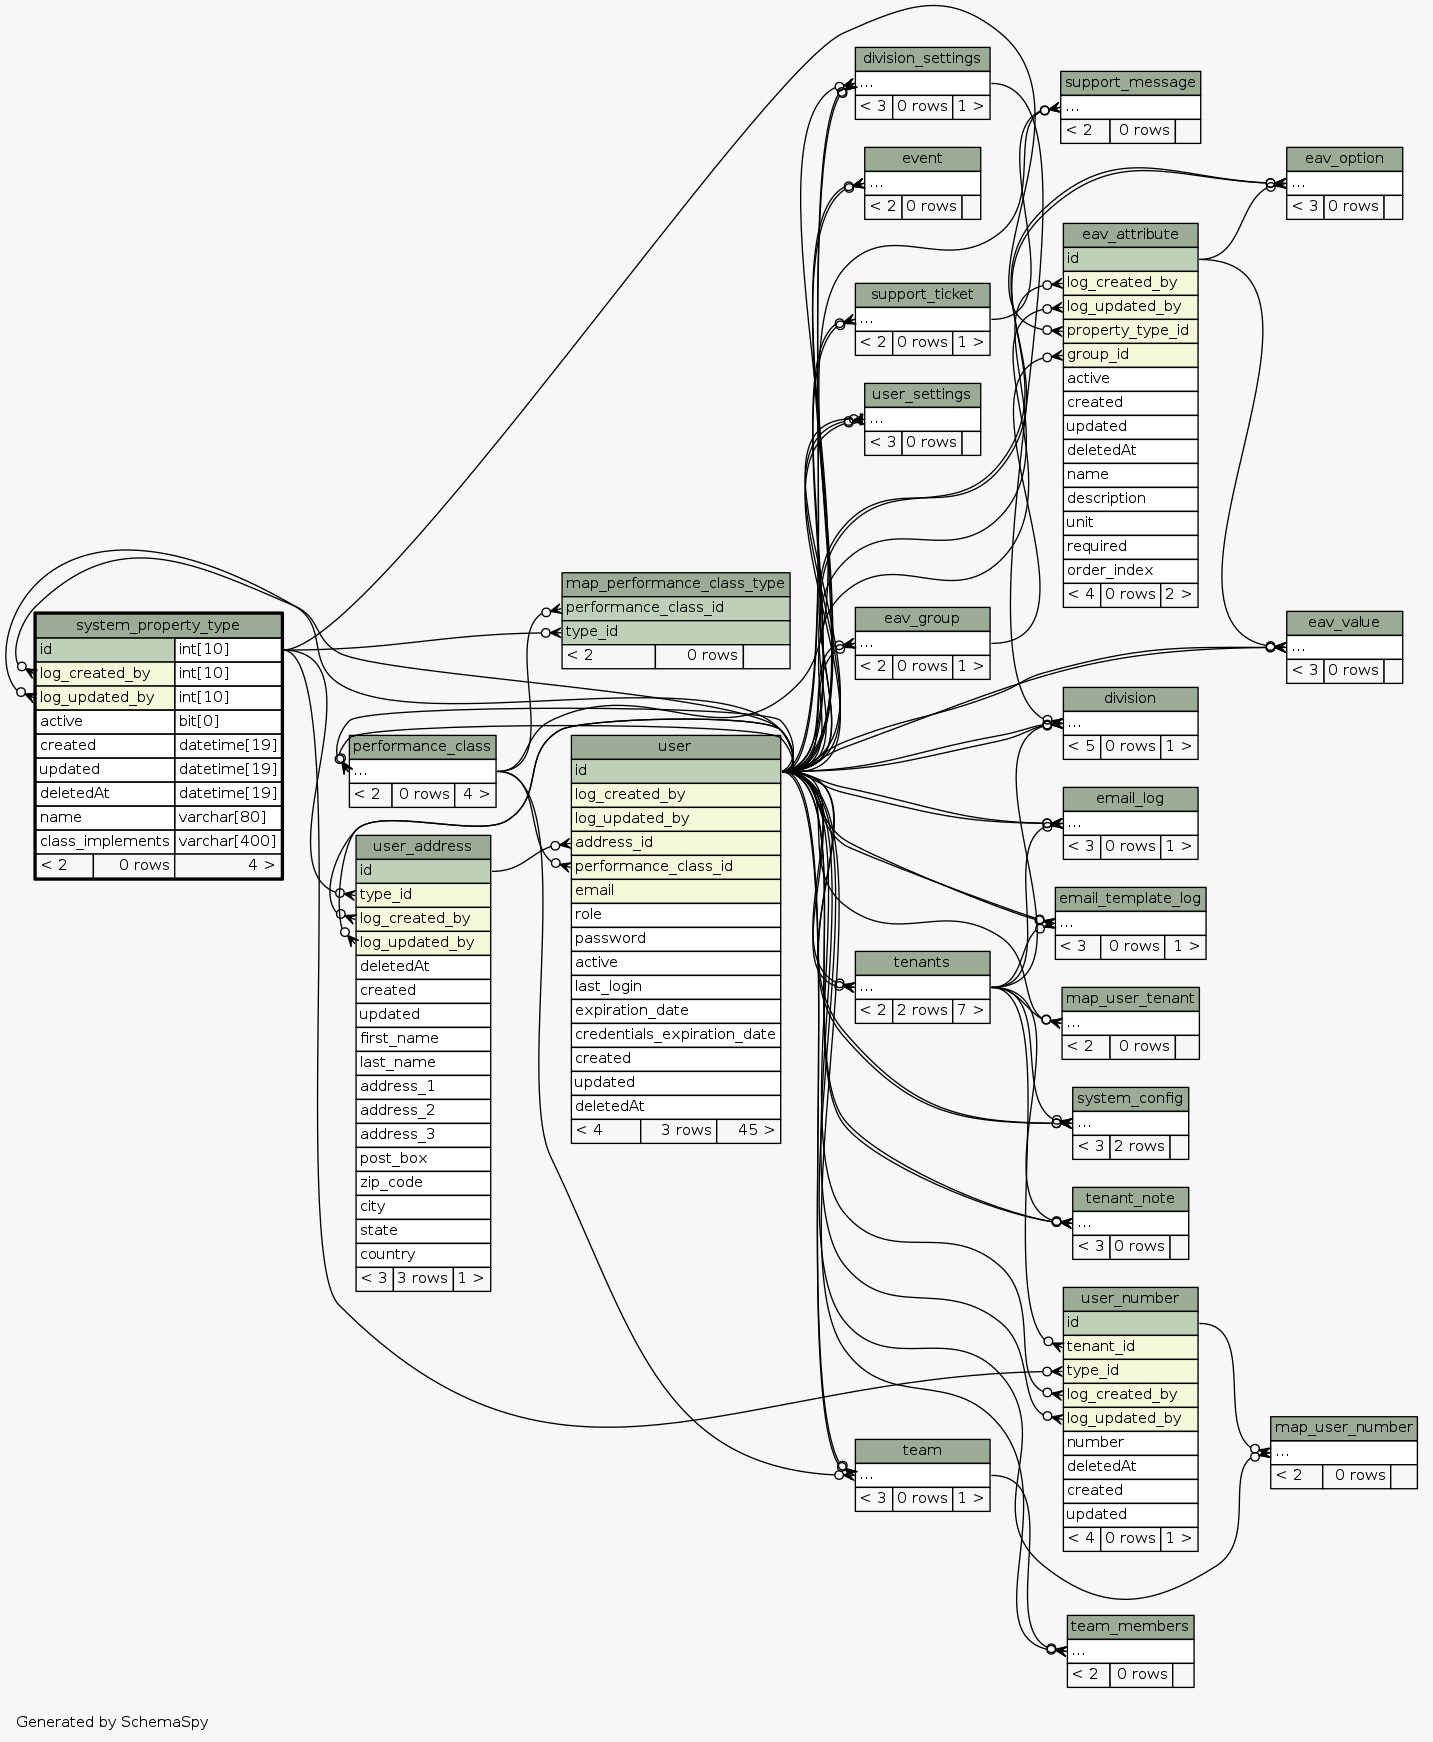 division_settings
...
< 3 0 rows 1 >
support_message
...
< 2 0 rows
event
...
< 2 0 rows
eav_option
...
< 3 0 rows
eav_attribute
id
log_created_by
log_updated_by
property_type_id
group_id
active
created
updated
deletedAt
name
description
unit
required
order_index
< 4 0 rows 2 >
support_ticket
...
< 2 0 rows 1 >
user_settings
...
< 3 0 rows
map_performance_class_type
performance_class_id
type_id
< 2 0 rows
system_property_type
id int[10]
log_created_by int[10]
log_updated_by int[10]
active bit[0]
created datetime[19]
updated datetime[19]
deletedAt datetime[19]
name varchar[80]
class_implements varchar[400]
< 2 0 rows 4 >
eav_group
...
< 2 0 rows 1 >
eav_value
...
< 3 0 rows
division
...
< 5 0 rows 1 >
performance_class
...
< 2 0 rows 4 >
user
id
log_created_by
log_updated_by
address_id
performance_class_id
email
role
password
active
last_login
expiration_date
credentials_expiration_date
created
updated
deletedAt
< 4 3 rows 45 >
email_log
...
< 3 0 rows 1 >
user_address
id
type_id
log_created_by
log_updated_by
deletedAt
created
updated
first_name
last_name
address_1
address_2
address_3
post_box
zip_code
city
state
country
< 3 3 rows 1 >
email_template_log
...
< 3 0 rows 1 >
tenants
...
< 2 2 rows 7 >
map_user_tenant
...
< 2 0 rows
system_config
...
< 3 2 rows
tenant_note
...
< 3 0 rows
user_number
id
tenant_id
type_id
log_created_by
log_updated_by
number
deletedAt
created
updated
< 4 0 rows 1 >
map_user_number
...
< 2 0 rows
team
...
< 3 0 rows 1 >
team_members
...
< 2 0 rows
Generated by SchemaSpy